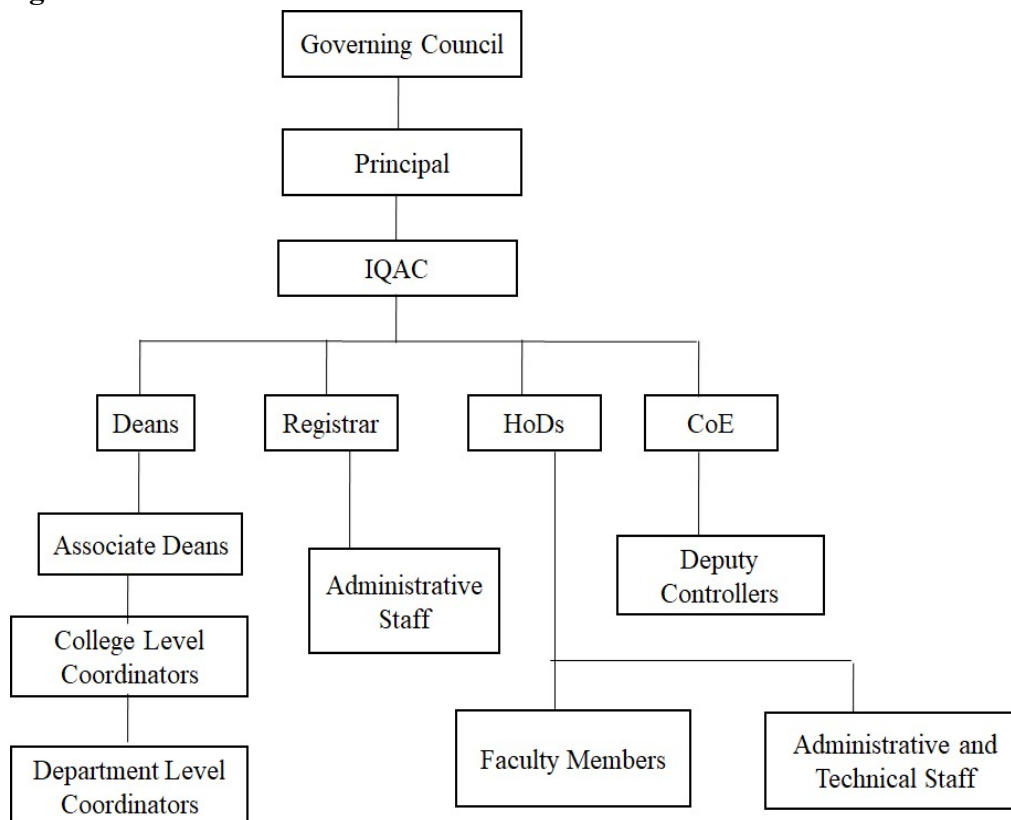 g
Governing Council
Principal
IQAC
Deans
Registrar
HoDs
CoE
Associate Deans
Administrative
Staff
Deputy
Controllers
College Level
Coordinators
Faculty Members
Administrative and
Technical Staff
Department Level
Coordinators